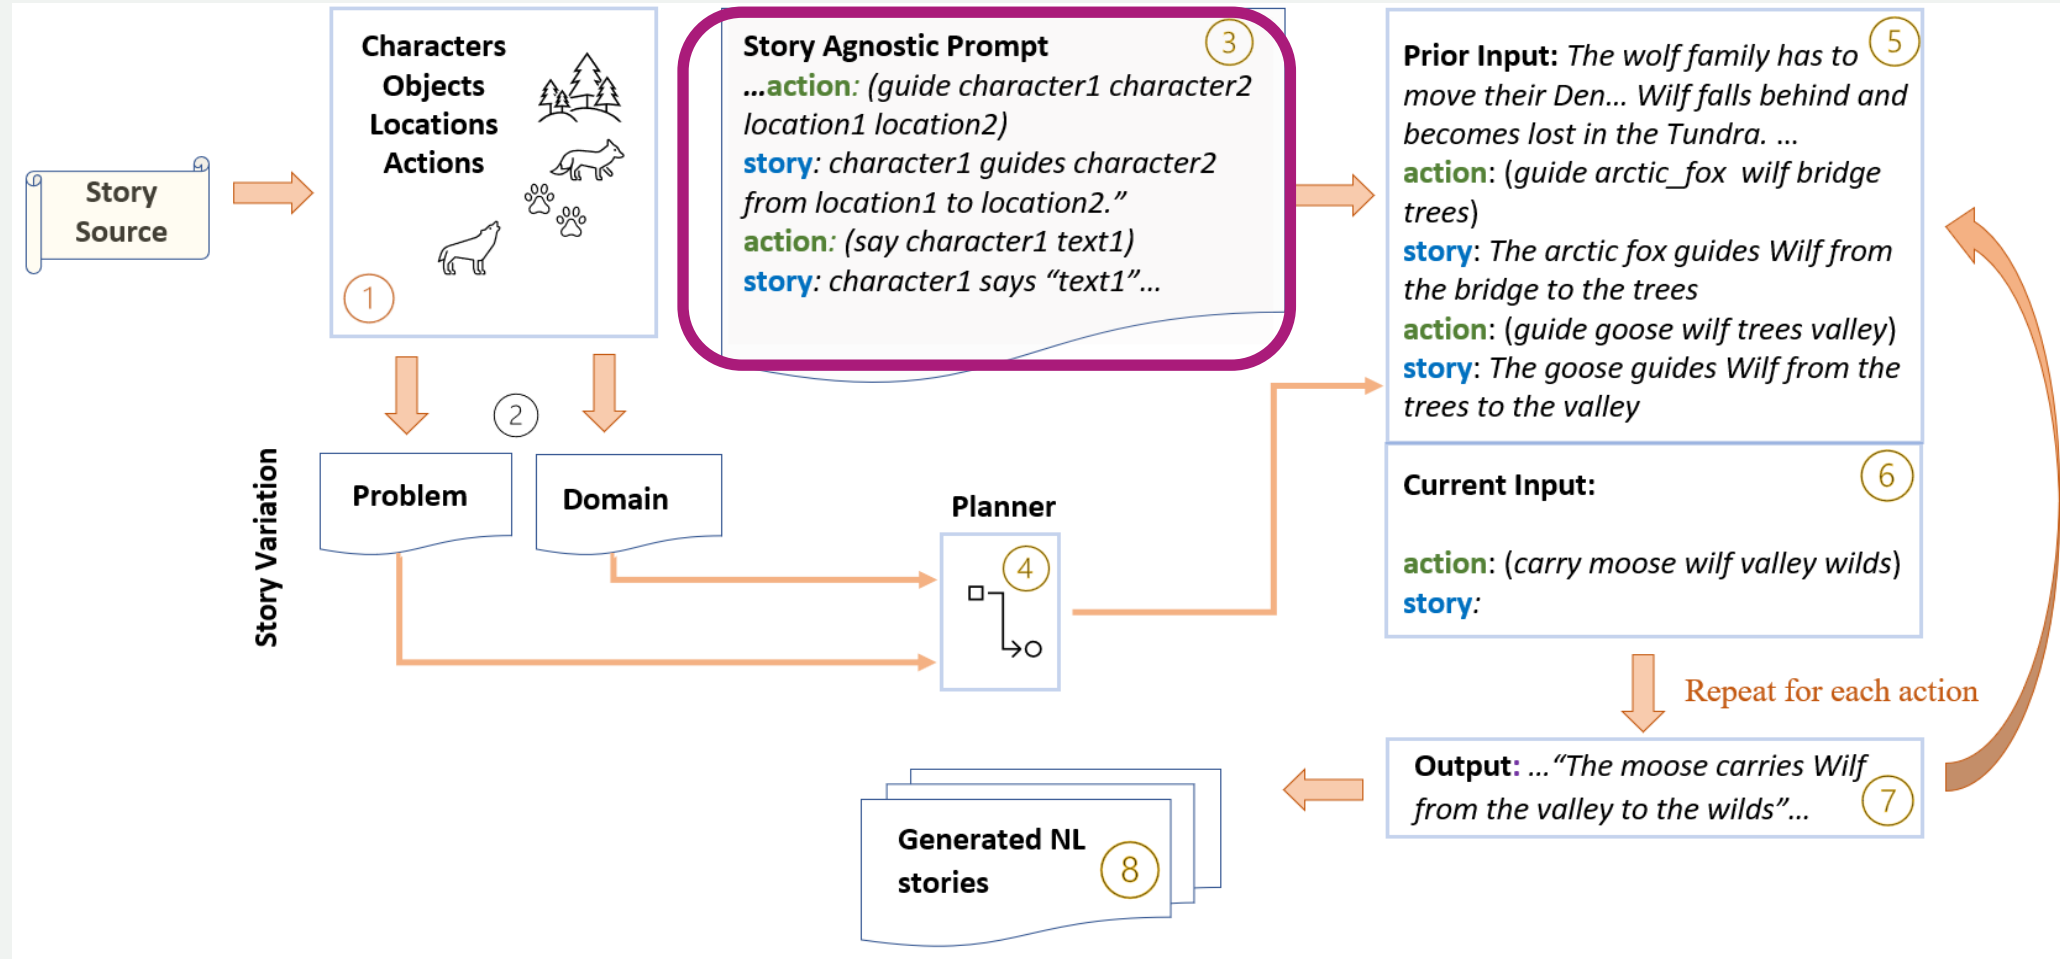 Story
Source
Characters
Objects
Locations
Actions
1
2
Story Variation
Problem
Domain
Story Agnostic Prompt
3
...action: (guide character1 character2
location1 location2)
story: character1 guides character2
from location1 to location2.”
action: (say character1 text1)
story: character1 says “text1”...
Planner
4
5
Prior Input: The wolf family has to
move their Den... Wilf falls behind and
becomes lost in the Tundra. ...
action: (guide arctic_fox wilf bridge
trees)
story: The arctic fox guides Wilf from
the bridge to the trees
action: (guide goose wilf trees valley)
story: The goose guides Wilf from the
trees to the valley
Current Input:
6
action: (carry moose wilf valley wilds)
story:
Repeat for each action
Output: ...“The moose carries Wilf
from the valley to the wilds”...
7
Generated NL
stories
8